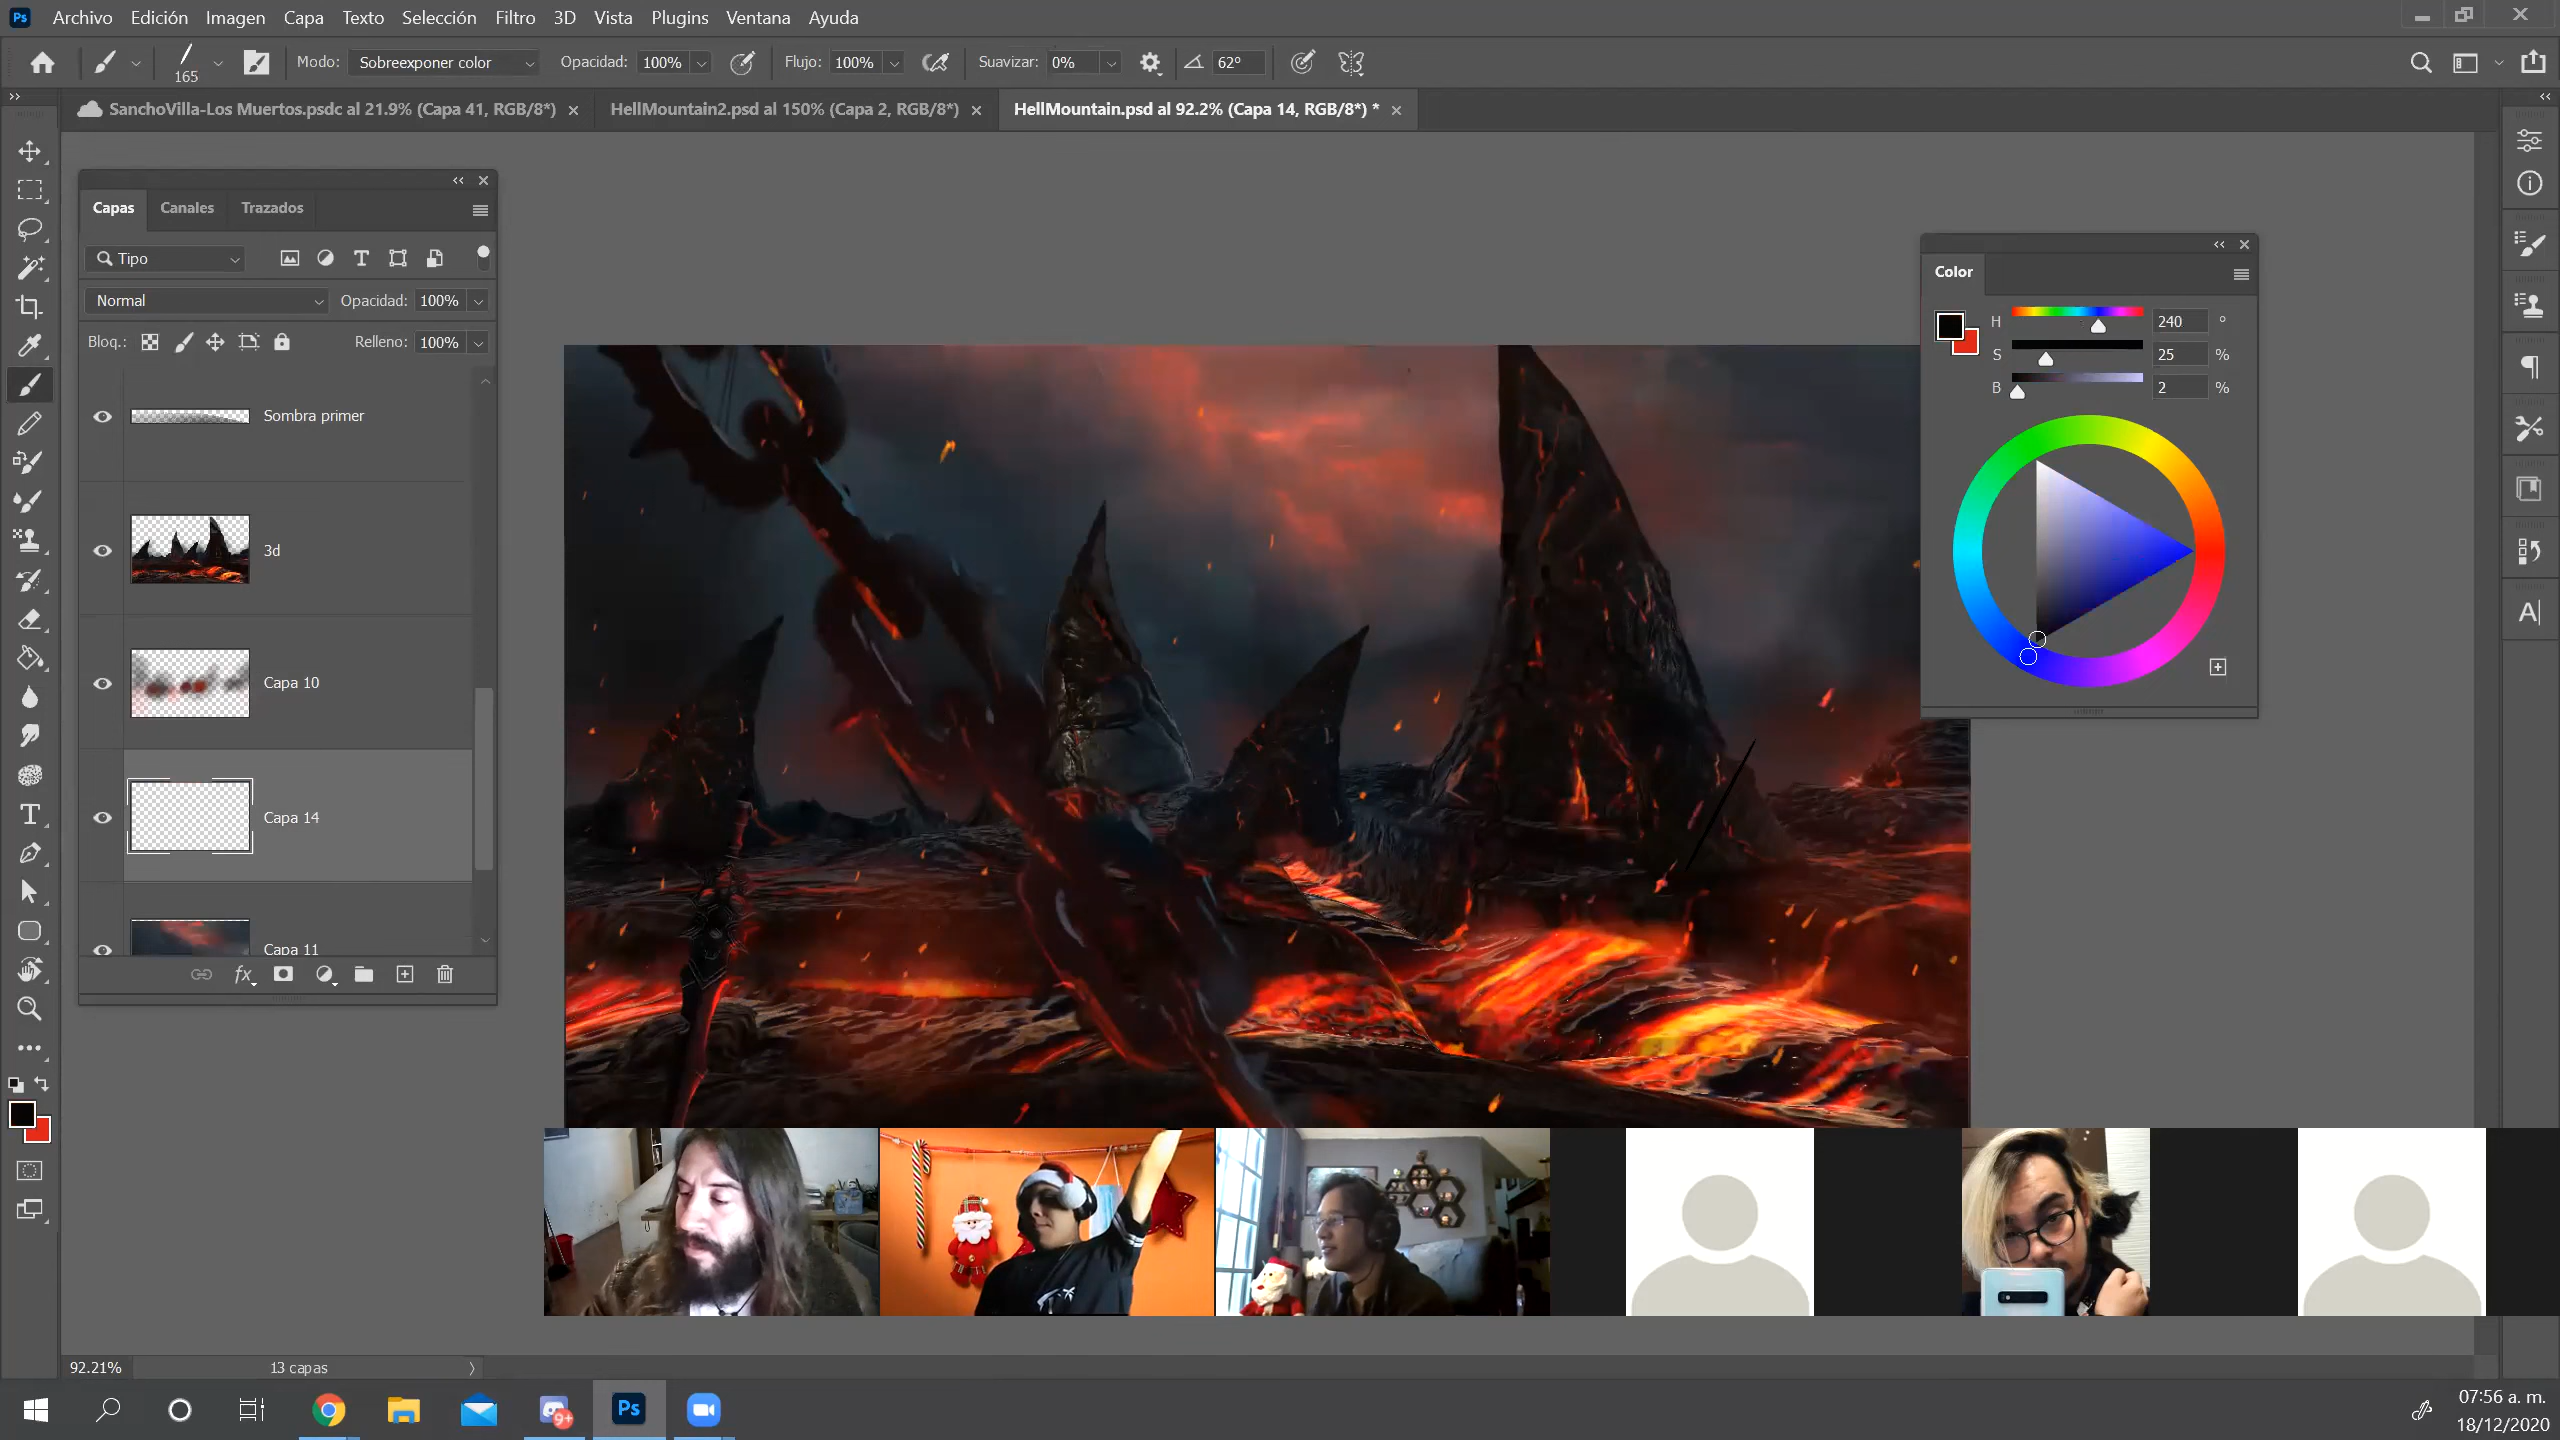 Ps Archivo Edición Imagen Capa Texto Selección Filtro 3D Vista Plugins Ventana Ayuda
165 Modo: Sobreexponer color Opacidad: 100% Flujo: 100% Suavizar: 0% 62°
SanchoVilla-Los Muertos.psdc al 21.9% (Capa 41, RGB/8*) HellMountain2.psd al 150% (Capa 2, RGB/8*) HellMountain.psd al 92.2% (Capa 14, RGB/8*) *
Capas Canales Trazados
Tipo
Normal Opacidad: 100%
Bloq.: Relleno: 100%
Sombra primer
3d
Capa 10
Capa 14
Capa 11
fx
Color
H 240 °
S 25 %
B 2 %
A
92.21% 13 capas
9+
Ps
07:56 a. m.
18/12/2020